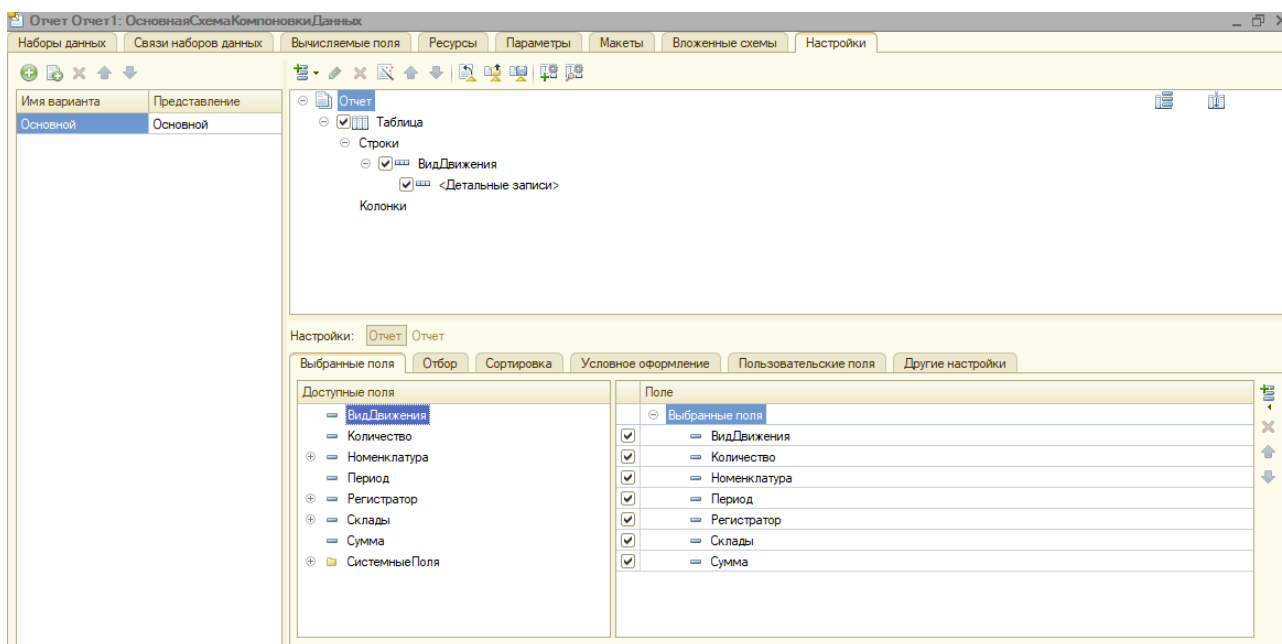 Отчет Отчет1: ОсновнаяСхемаКомпоновкиДанных
Наборы данных Связи наборов данных Вычисляемые поля Ресурсы Параметры Макеты Вложенные схемы Настройки
Имя варианта Представление
Основной Основной
Отчет
Таблица
Строки
ВидДвижения
<Детальные записи>
Колонки
Настройки: Отчет Отчет
Выбранные поля Отбор Сортировка Условное оформление Пользовательские поля Другие настройки
Доступные поля
ВидДвижения
Количество
Номенклатура
Период
Регистратор
Склады
Сумма
СистемныеПоля
Поле
Выбранные поля
ВидДвижения
Количество
Номенклатура
Период
Регистратор
Склады
Сумма